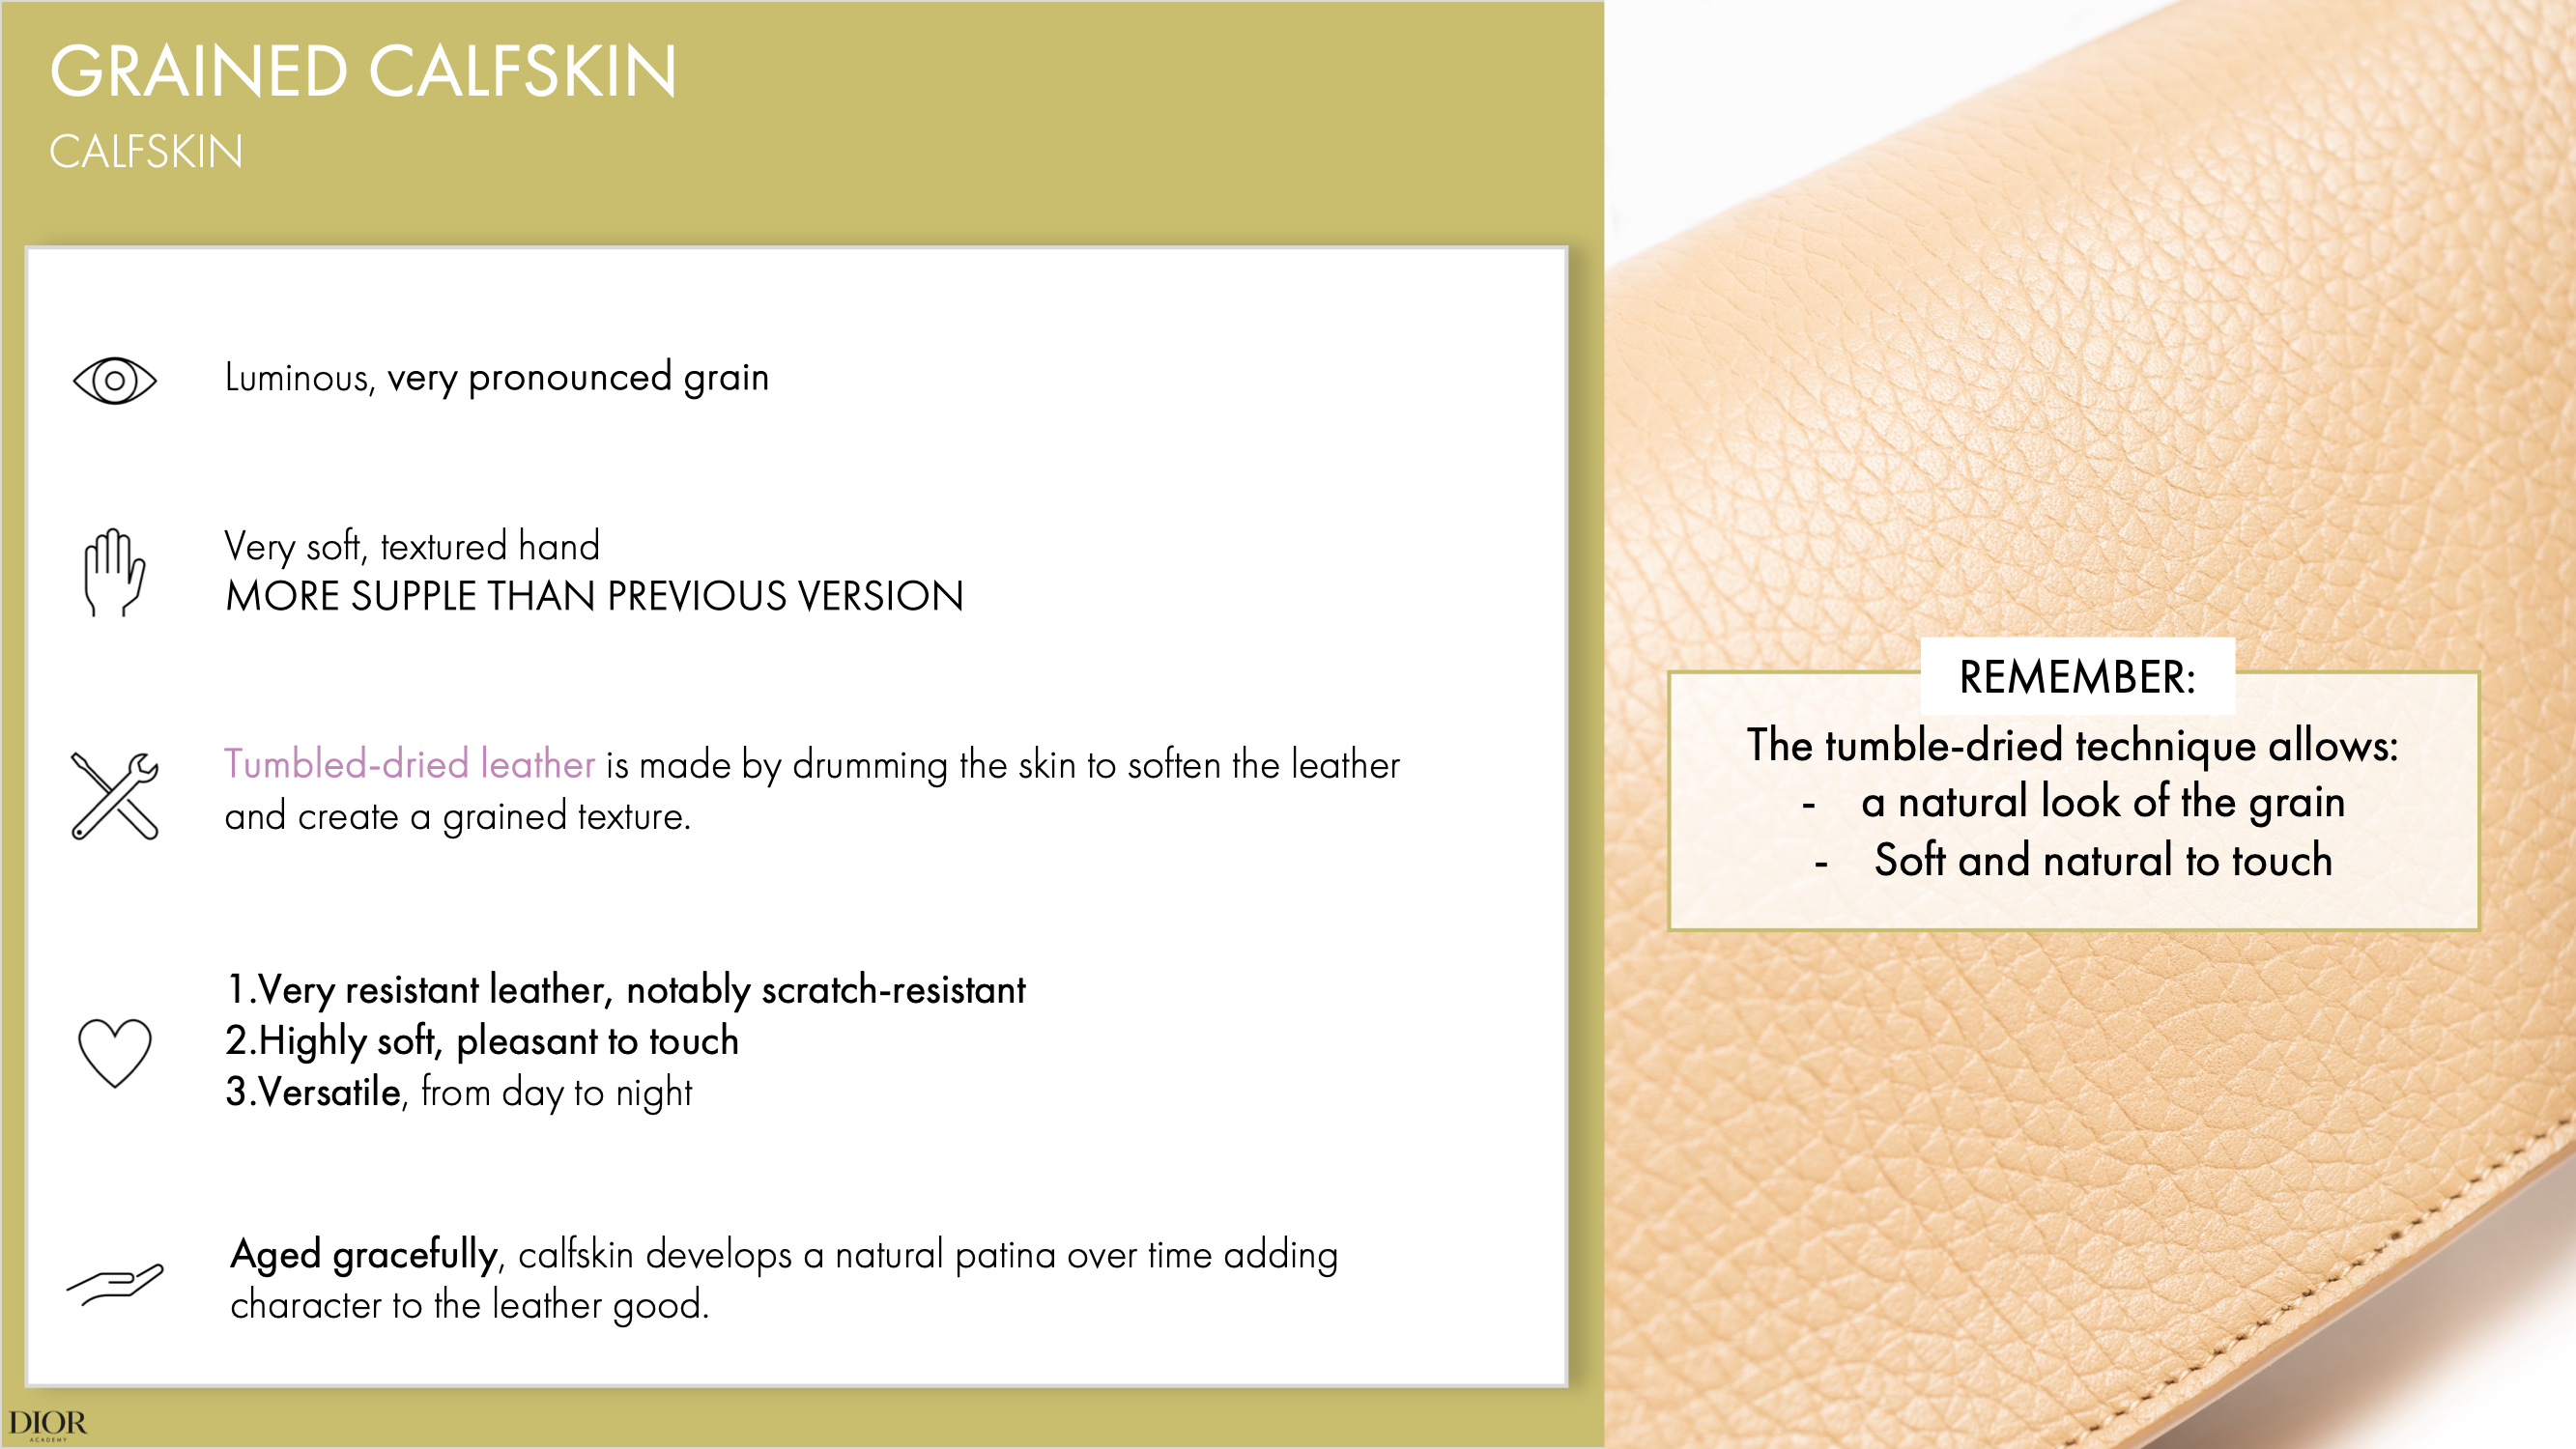 GRAINED CALFSKIN
CALFSKIN
Luminous, very pronounced grain
Very soft, textured hand
MORE SUPPLE THAN PREVIOUS VERSION
Tumbled-dried leather is made by drumming the skin to soften the leather
and create a grained texture.
1.Very resistant leather, notably scratch-resistant
2.Highly soft, pleasant to touch
3.Versatile, from day to night
Aged gracefully, calfskin develops a natural patina over time adding
character to the leather good.
REMEMBER:
The tumble-dried technique allows:
- a natural look of the grain
- Soft and natural to touch
DIOR
ACADEMY